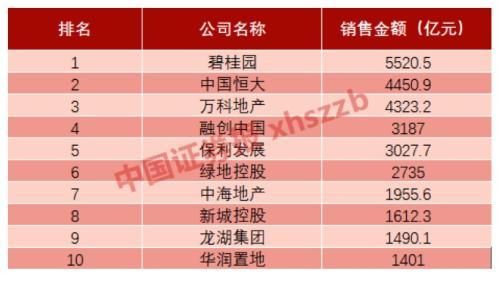 排名 公司名称 销售金额（亿元）
1 碧桂园 5520.5
2 中国恒大 4450.9
3 万科地产 4323.2
4 融创中国 3187
5 保利发展 3027.7
6 绿地控股 2735
7 中海地产 1955.6
8 新城控股 1612.3
9 龙湖集团 1490.1
10 华润置地 1401
中国证券报 xhszzb